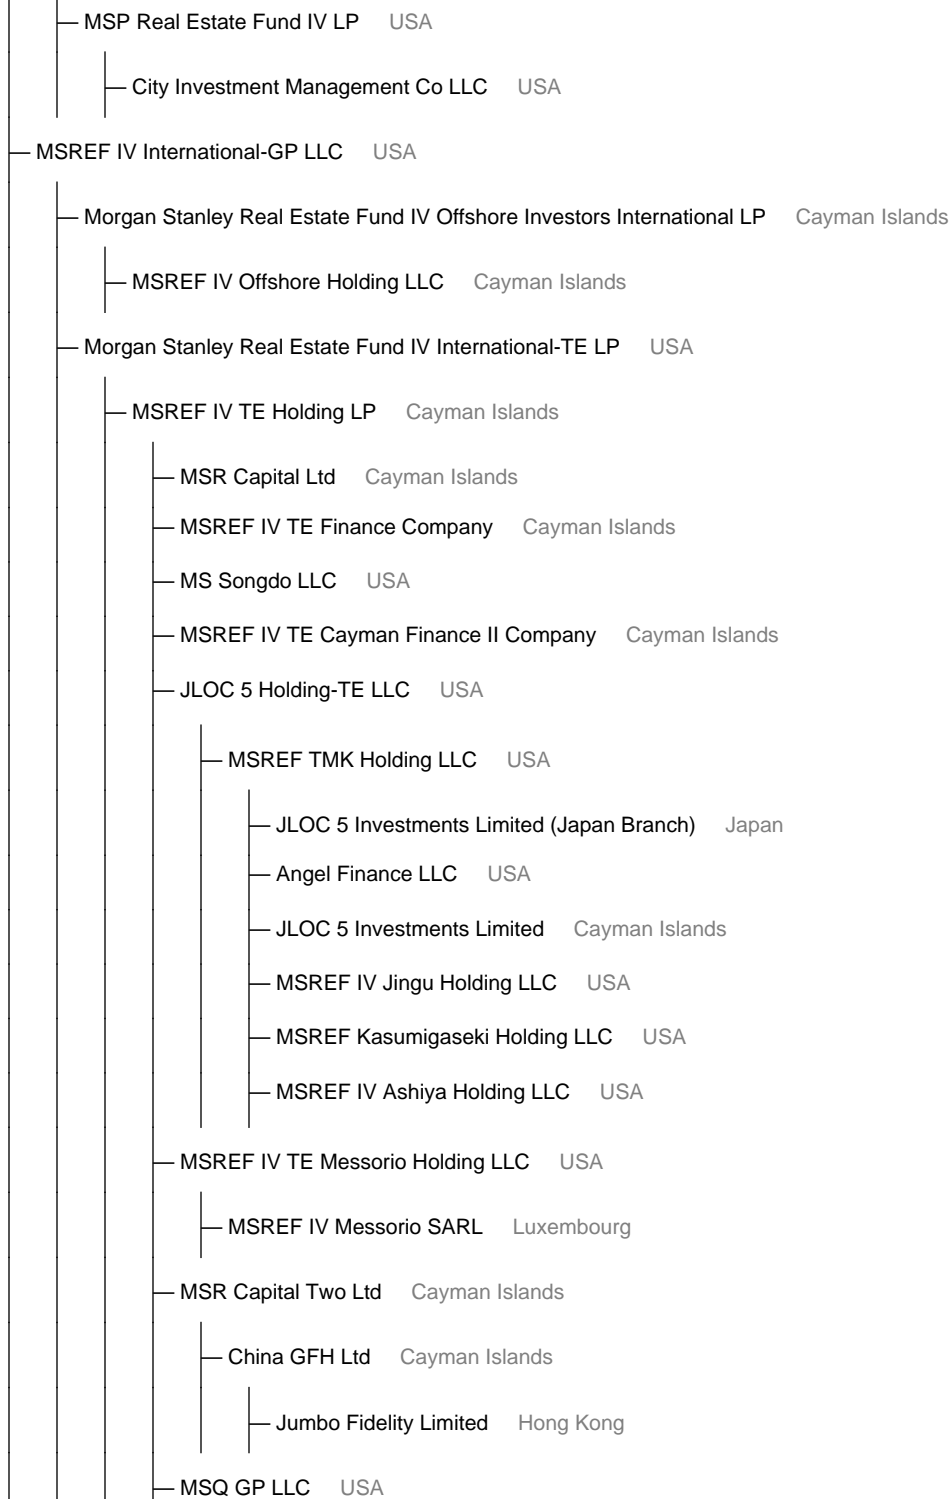 MSP Real Estate Fund IV LP USA
City Investment Management Co LLC USA
MSREF IV International-GP LLC USA
Morgan Stanley Real Estate Fund IV Offshore Investors International LP Cayman Islands
MSREF IV Offshore Holding LLC Cayman Islands
Morgan Stanley Real Estate Fund IV International-TE LP USA
MSREF IV TE Holding LP Cayman Islands
MSR Capital Ltd Cayman Islands
MSREF IV TE Finance Company Cayman Islands
MS Songdo LLC USA
MSREF IV TE Cayman Finance II Company Cayman Islands
JLOC 5 Holding-TE LLC USA
MSREF TMK Holding LLC USA
JLOC 5 Investments Limited (Japan Branch) Japan
Angel Finance LLC USA
JLOC 5 Investments Limited Cayman Islands
MSREF IV Jingu Holding LLC USA
MSREF Kasumigaseki Holding LLC USA
MSREF IV Ashiya Holding LLC USA
MSREF IV TE Messorio Holding LLC USA
MSREF IV Messorio SARL Luxembourg
MSR Capital Two Ltd Cayman Islands
China GFH Ltd Cayman Islands
Jumbo Fidelity Limited Hong Kong
MSQ GP LLC USA